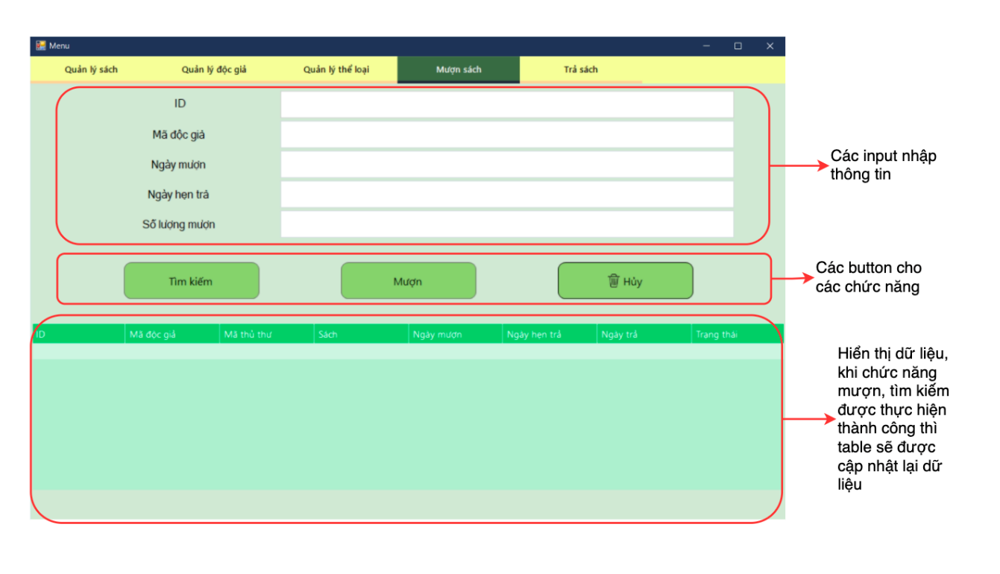 Menu
Quản lý sách Quản lý độc giả Quản lý thể loại Mượn sách Trả sách
ID
Mã độc giả
Ngày mượn
Ngày hẹn trả
Số lượng mượn
Các input nhập
thông tin
Tìm kiếm Mượn Hủy
Các button cho
các chức năng
ID Mã độc giả Mã thủ thư Sách Ngày mượn Ngày hẹn trả Ngày trả Trạng thái
Hiển thị dữ liệu,
khi chức năng
mượn, tìm kiếm
được thực hiện
thành công thì
table sẽ được
cập nhật lại dữ
liệu